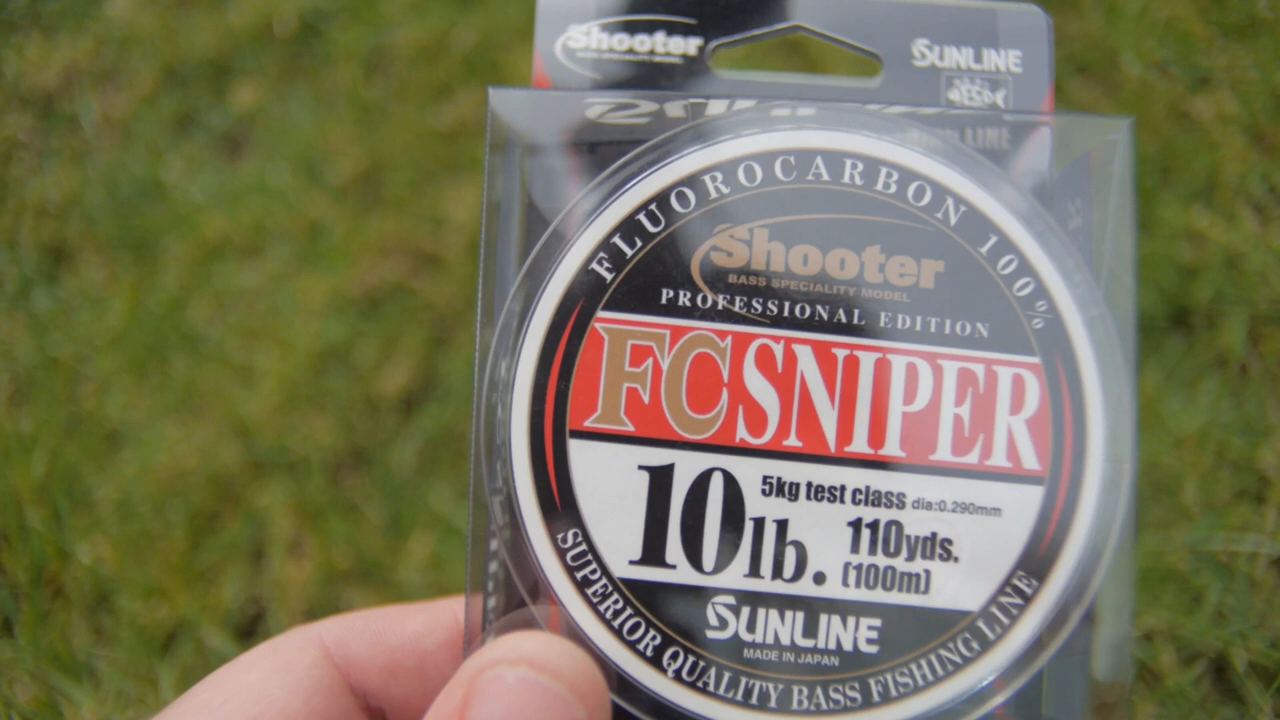 Shooter
SUNLINE
FLUOROCARBON 100%
Shooter
BASS SPECIALITY MODEL
PROFESSIONAL EDITION
FC SNIPER
10lb.
5kg test class dia:0.290mm
110yds.
(100m)
SUNLINE
MADE IN JAPAN
SUPERIOR QUALITY BASS FISHING LINE